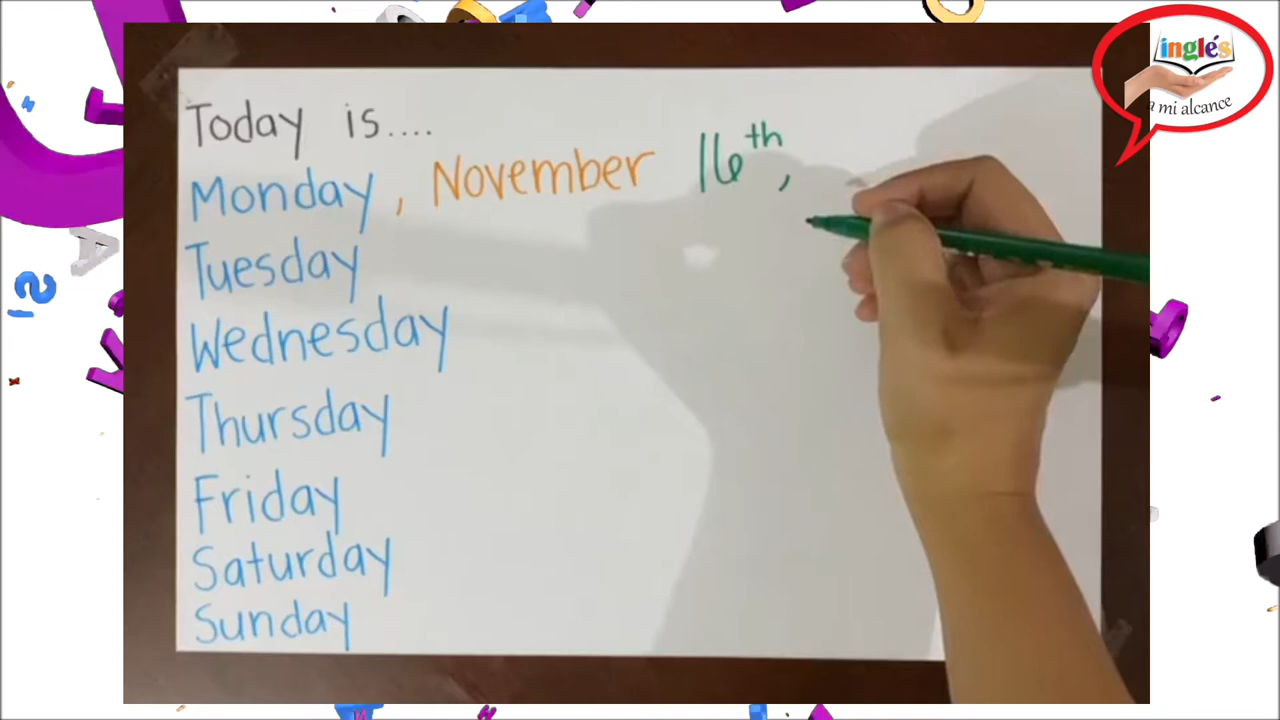 Today is....
Monday, November 16th,
Tuesday
Wednesday
Thursday
Friday
Saturday
Sunday
inglés
a mi alcance